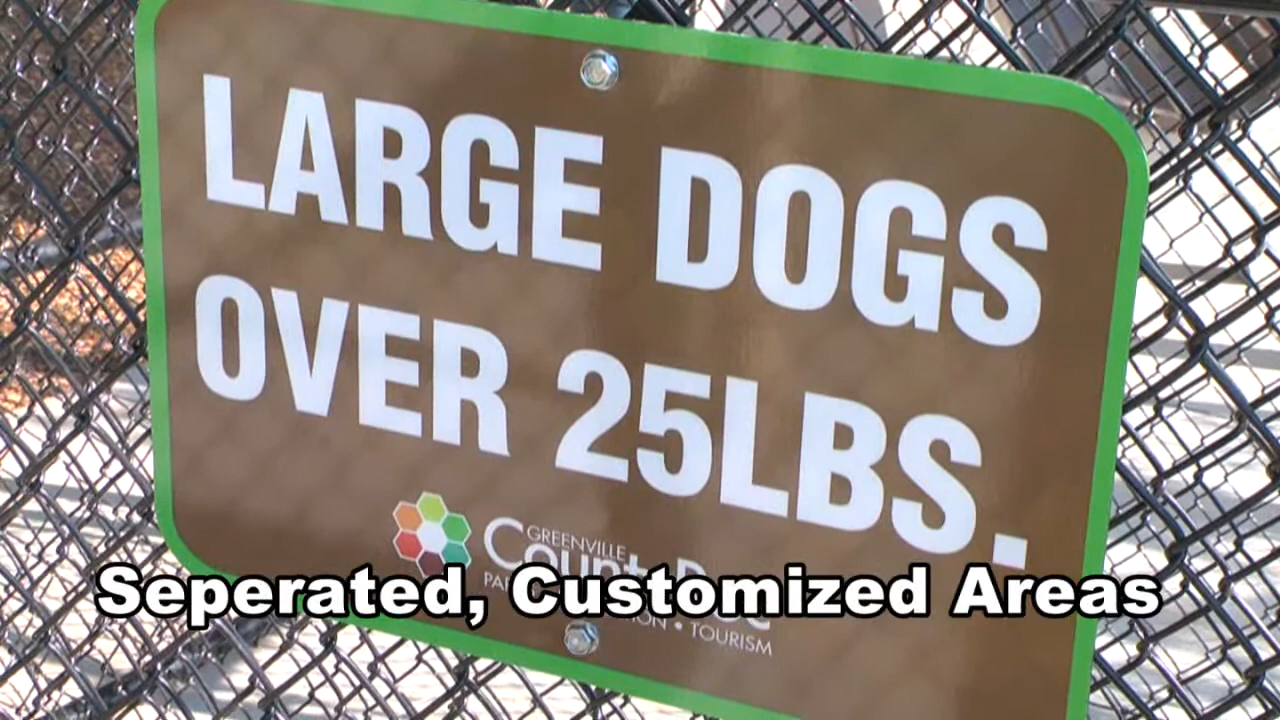 LARGE DOGS
OVER 25LBS.
GREENVILLE
Seperated, Customized Areas
TOURISM